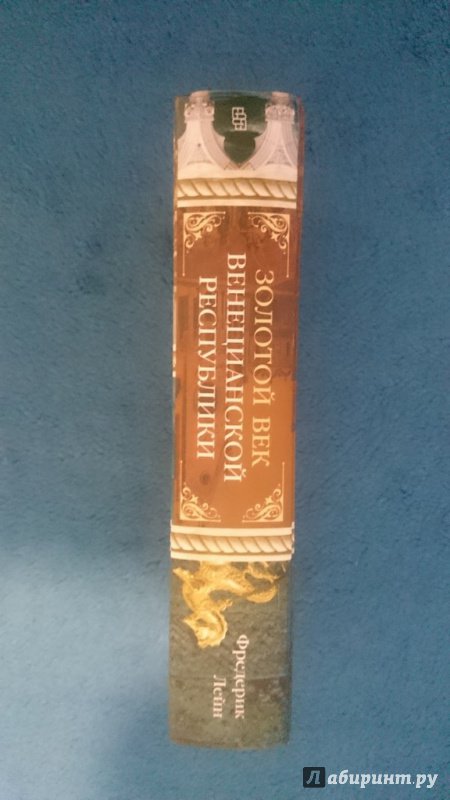 ЗОЛОТОЙ ВЕК
ВЕНЕЦИАНСКОЙ
РЕСПУБЛИКИ
Фредерик
Лейн
Лабиринт.ру